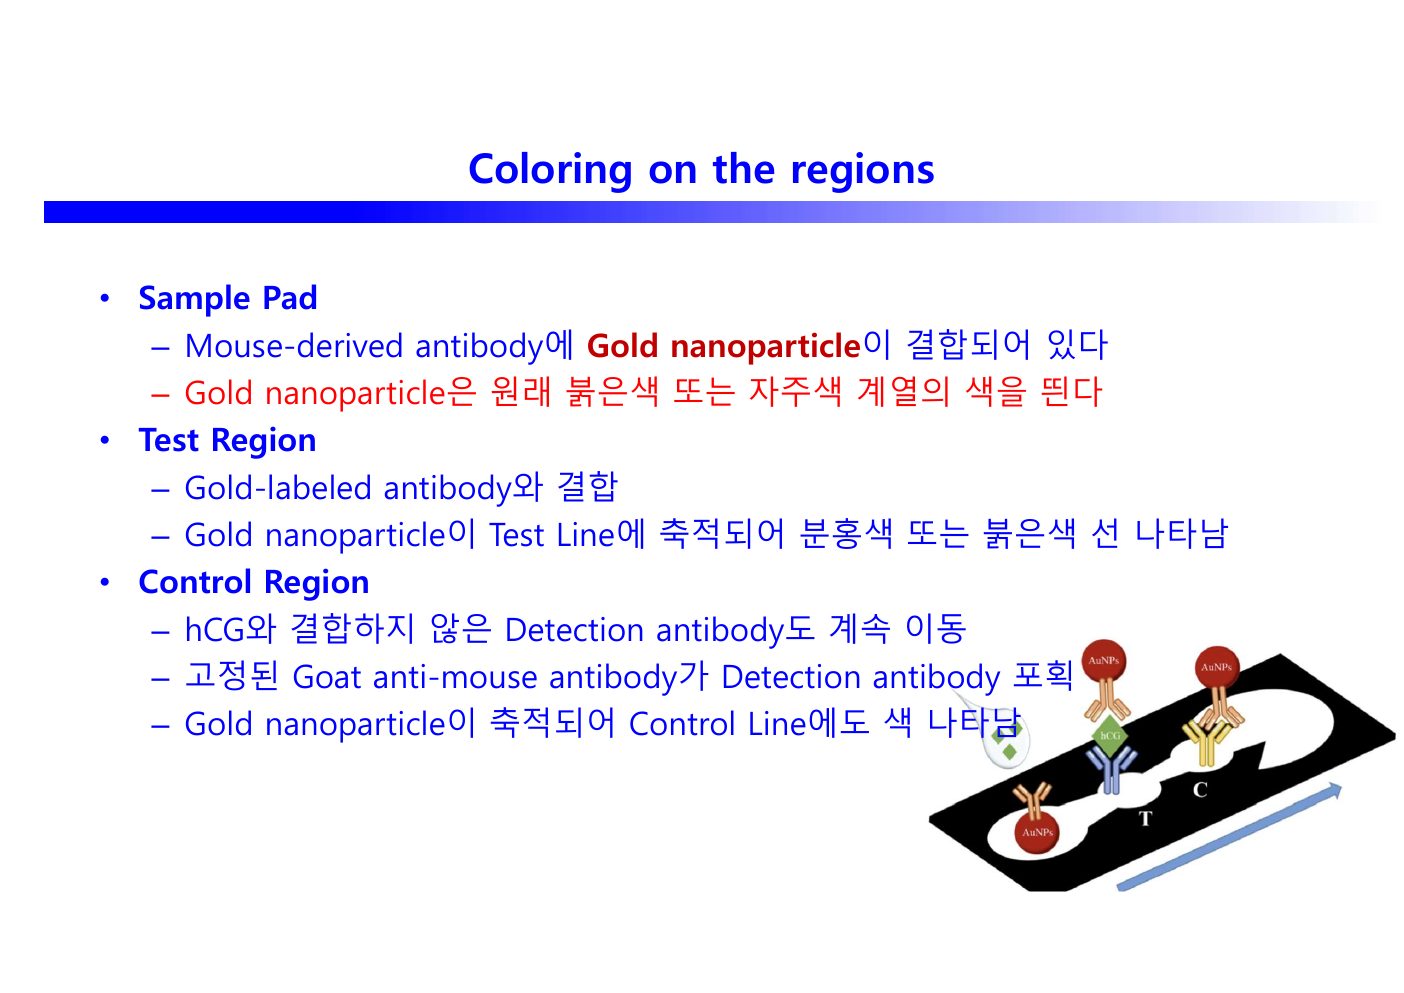 Coloring on the regions
• Sample Pad
– Mouse-derived antibody에 Gold nanoparticle이 결합되어 있다
– Gold nanoparticle은 원래 붉은색 또는 자주색 계열의 색을 띈다
• Test Region
– Gold-labeled antibody와 결합
– Gold nanoparticle이 Test Line에 축적되어 분홍색 또는 붉은색 선 나타남
• Control Region
– hCG와 결합하지 않은 Detection antibody도 계속 이동
– 고정된 Goat anti-mouse antibody가 Detection antibody 포획
– Gold nanoparticle이 축적되어 Control Line에도 색 나타남
AuNPs
AuNPs
hCG
C
T
AuNPs